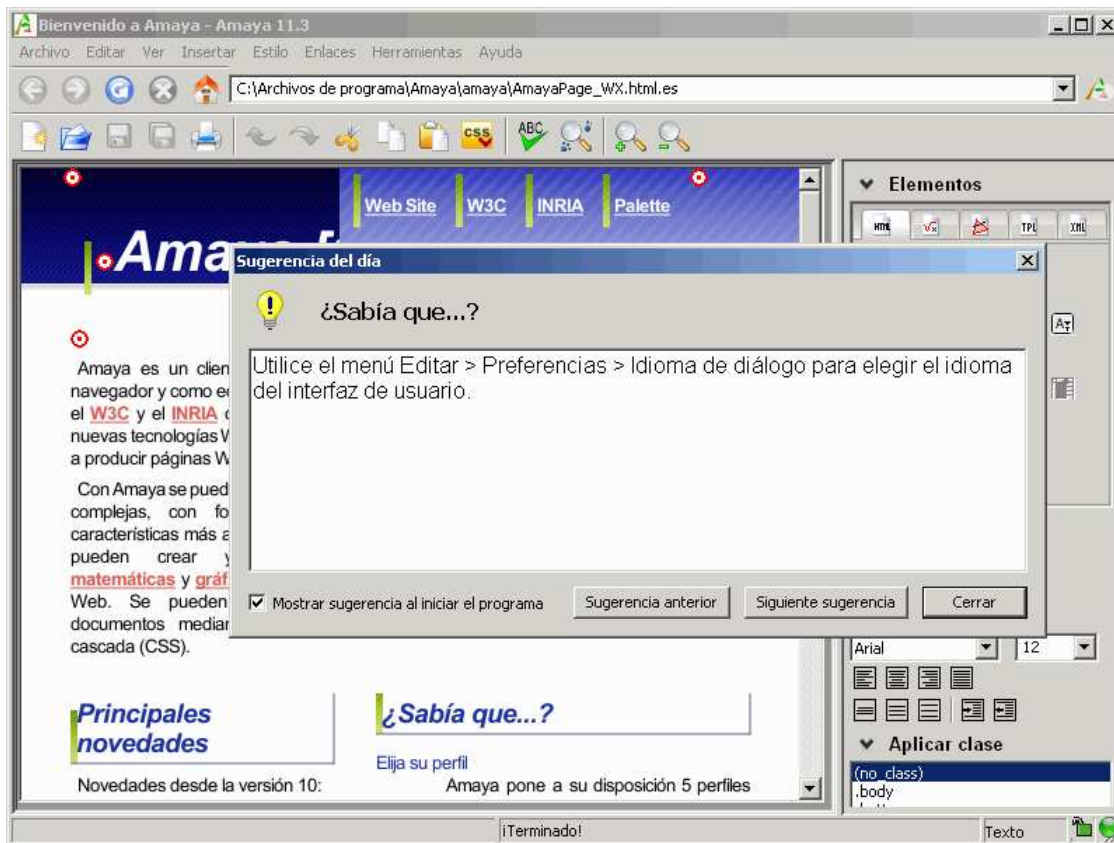 Bienvenido a Amaya - Amaya 11.3
Archivo Editar Ver Insertar Estilo Enlaces Herramientas Ayuda
C:\Archivos de programa\Amaya\amaya\AmayaPage_WX.html.es
CSS ABC
Web Site W3C INRIA Palette
Ama
Elementos
HTML √x TPL XML
Sugerencia del día
¿Sabía que...?
Utilice el menú Editar > Preferencias > Idioma de diálogo para elegir el idioma
del interfaz de usuario.
Mostrar sugerencia al iniciar el programa Sugerencia anterior Siguiente sugerencia Cerrar
Amaya es un clien
navegador y como e
el W3C y el INRIA
nuevas tecnologías W
a producir páginas W
Con Amaya se pued
complejas, con fo
características más a
pueden crear y
matemáticas y gráf
Web. Se pueden
documentos median
cascada (CSS).
Arial 12
Principales
novedades
Novedades desde la versión 10:
¿Sabía que...?
Elija su perfil
Amaya pone a su disposición 5 perfiles
Aplicar clase
(no_class)
.body
¡Terminado! Texto